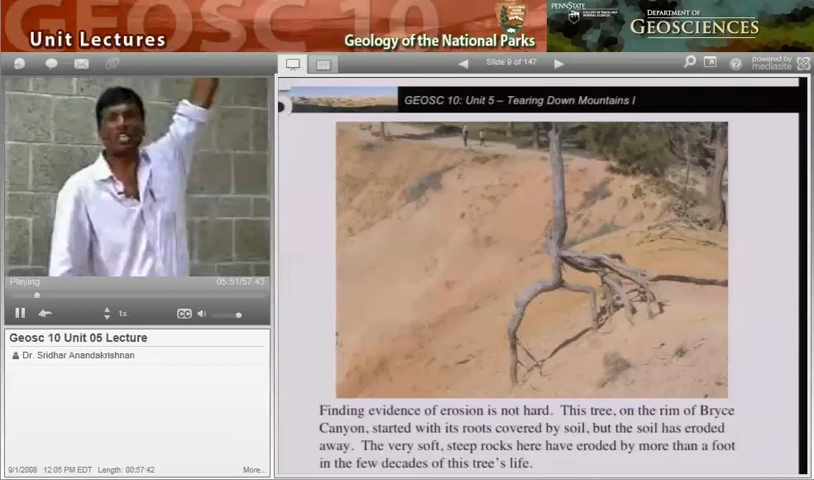 GEOSC 10
Unit Lectures
Geology of the National Parks
PENNSTATE
DEPARTMENT OF
GEOSCIENCES
Slide 9 of 147
powered by
mediasite
GEOSC 10: Unit 5 – Tearing Down Mountains I
Playing
05:51/57:43
1x
CC
Geosc 10 Unit 05 Lecture
Dr. Sridhar Anandakrishnan
9/1/2008 12:05 PM EDT Length: 00:57:42
More..
Finding evidence of erosion is not hard. This tree, on the rim of Bryce
Canyon, started with its roots covered by soil, but the soil has eroded
away. The very soft, steep rocks here have eroded by more than a foot
in the few decades of this tree's life.